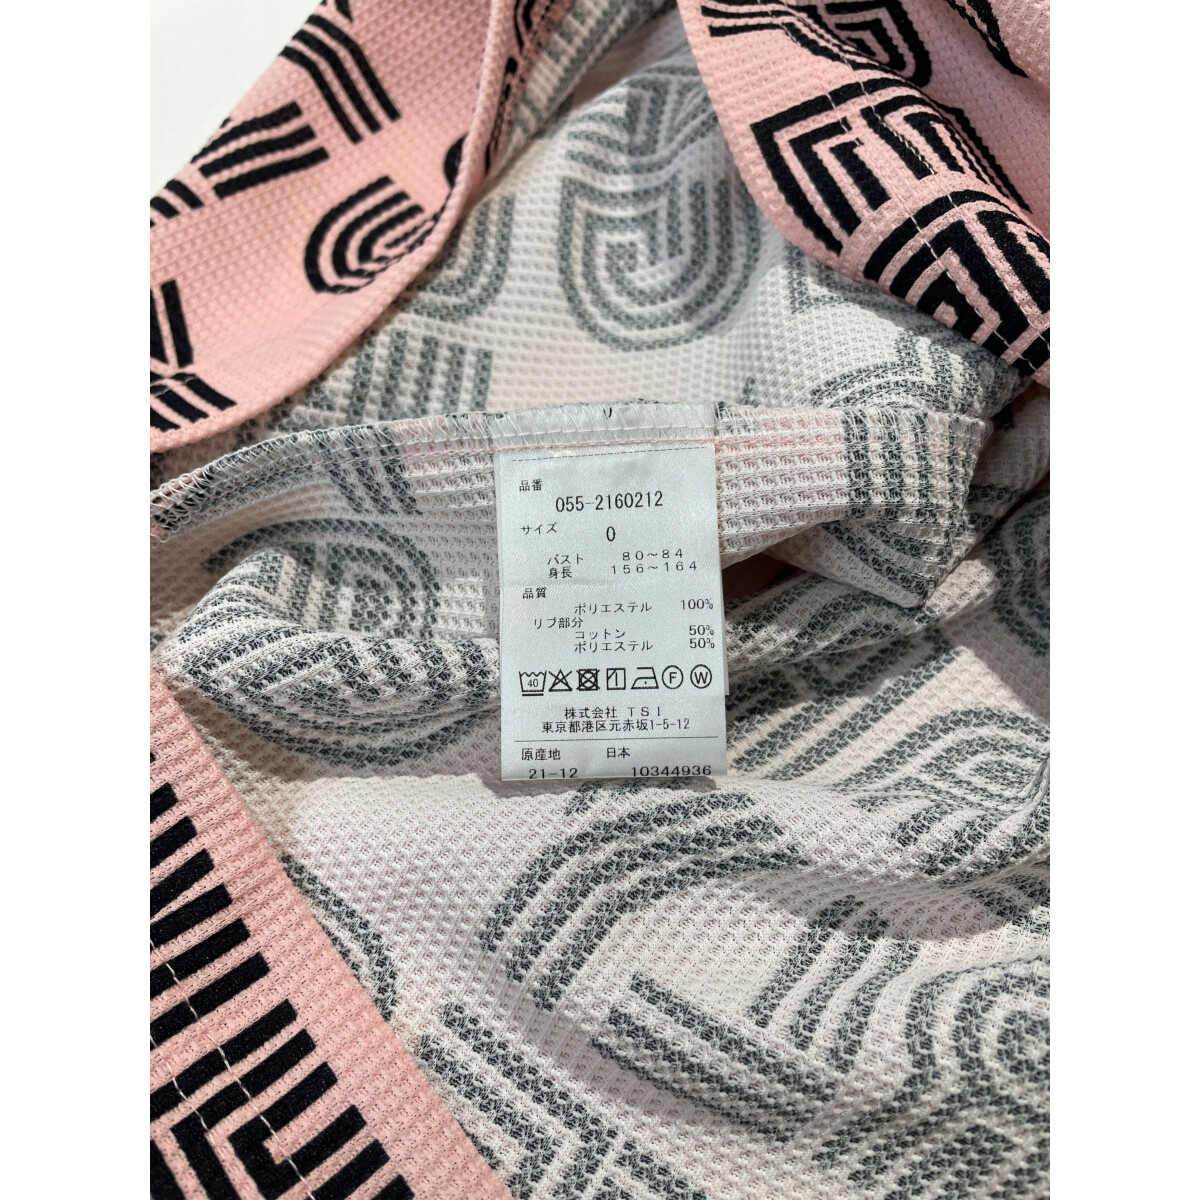 品番
055-2160212
サイズ
0
バスト 80～84
身長 156～164
品質
ポリエステル 100%
リブ部分
コットン 50%
ポリエステル 50%
40 F W
株式会社 TSI
東京都港区元赤坂1-5-12
原産地 日本
21-12 10344936